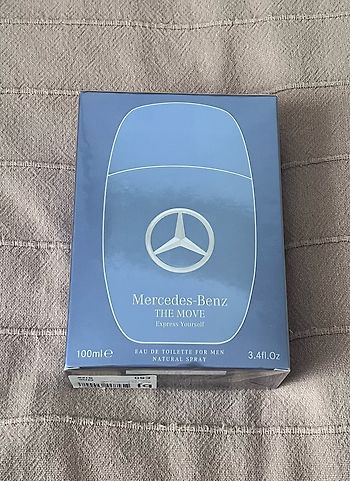 Mercedes-Benz
THE MOVE
Express Yourself
100ml℮
EAU DE TOILETTE FOR MEN
NATURAL SPRAY
3.4fl.Oz